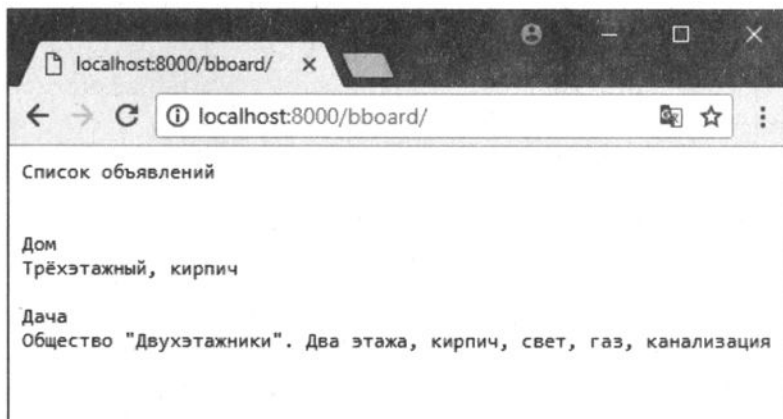 localhost:8000/bboard/
localhost:8000/bboard/
Список объявлений
Дом
Трёхэтажный, кирпич
Дача
Общество "Двухэтажники". Два этажа, кирпич, свет, газ, канализация